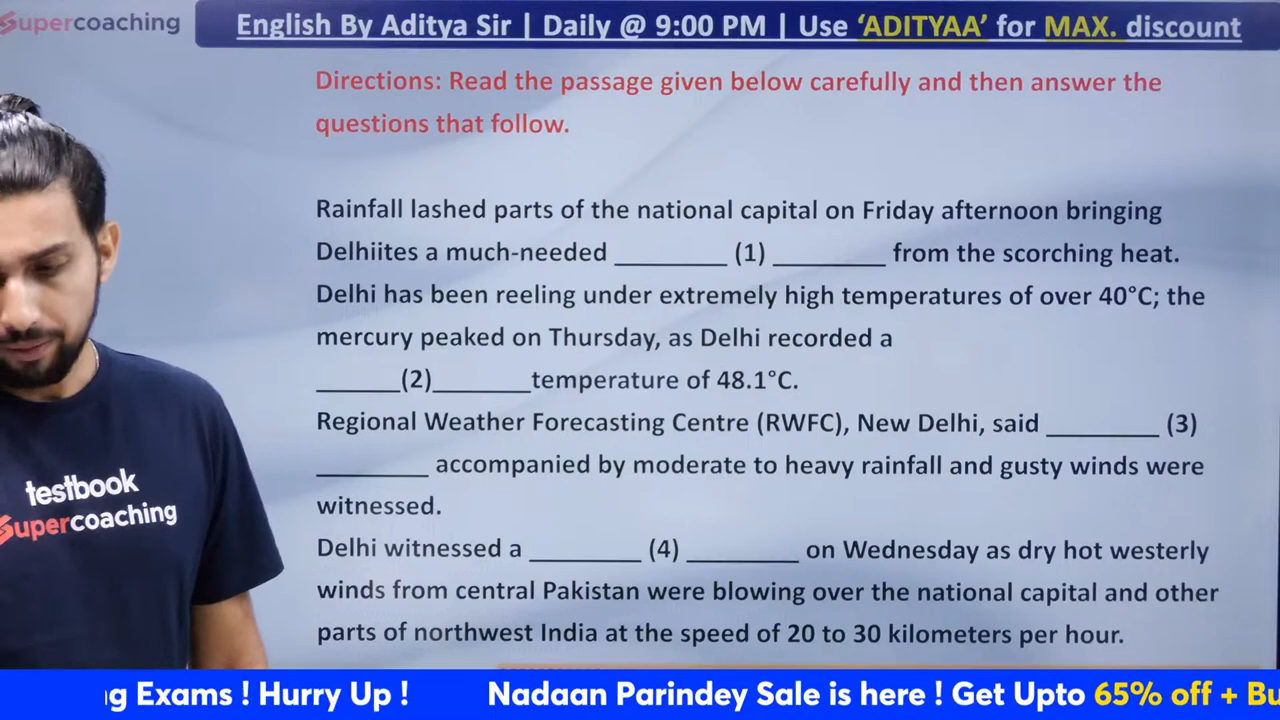 Supercoaching
English By Aditya Sir | Daily @ 9:00 PM | Use ‘ADITYAA’ for MAX. discount
Directions: Read the passage given below carefully and then answer the
questions that follow.
Rainfall lashed parts of the national capital on Friday afternoon bringing
Delhiites a much-needed ________ (1) ________ from the scorching heat.
Delhi has been reeling under extremely high temperatures of over 40°C; the
mercury peaked on Thursday, as Delhi recorded a
______(2)_______temperature of 48.1°C.
Regional Weather Forecasting Centre (RWFC), New Delhi, said ________ (3)
________ accompanied by moderate to heavy rainfall and gusty winds were
witnessed.
Delhi witnessed a ________ (4) ________ on Wednesday as dry hot westerly
winds from central Pakistan were blowing over the national capital and other
parts of northwest India at the speed of 20 to 30 kilometers per hour.
testbook
Supercoaching
Exams ! Hurry Up ! Nadaan Parindey Sale is here ! Get Upto 65% off +